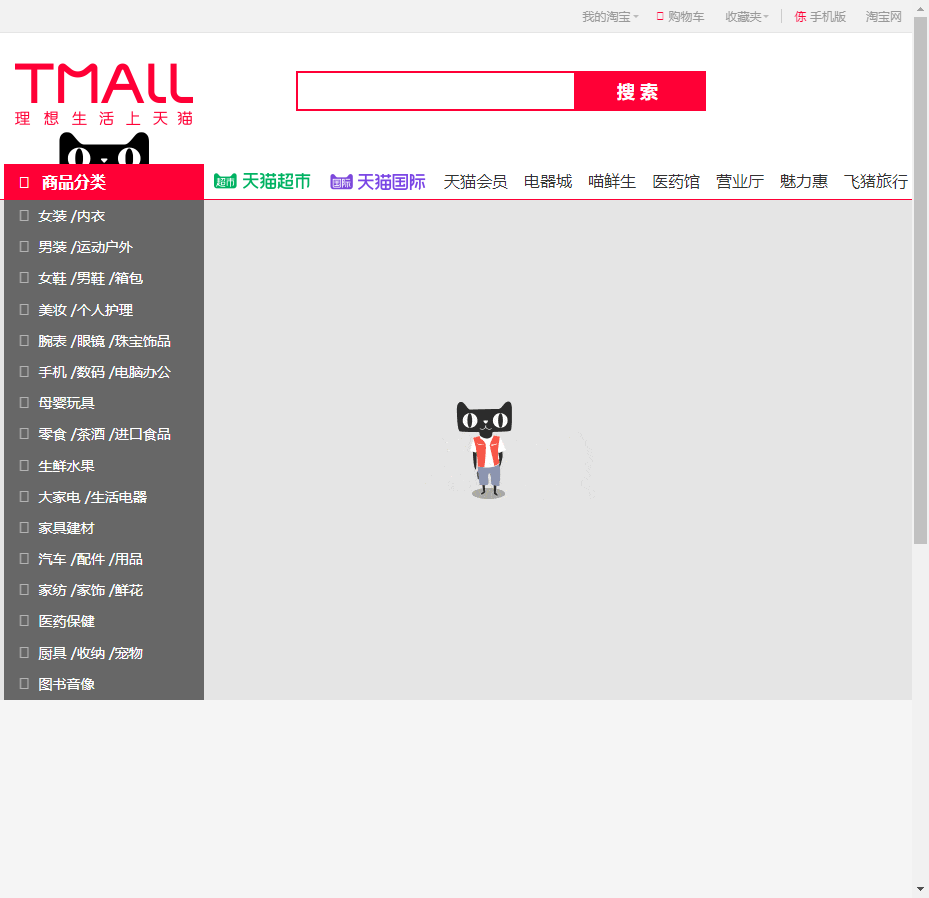 我的淘宝 购物车 收藏夹 手机版 淘宝网
TMALL
理想生活上天猫
搜索
商品分类 超市 天猫超市 国际 天猫国际 天猫会员 电器城 喵鲜生 医药馆 营业厅 魅力惠 飞猪旅行
女装 /内衣
男装 /运动户外
女鞋 /男鞋 /箱包
美妆 /个人护理
腕表 /眼镜 /珠宝饰品
手机 /数码 /电脑办公
母婴玩具
零食 /茶酒 /进口食品
生鲜水果
大家电 /生活电器
家具建材
汽车 /配件 /用品
家纺 /家饰 /鲜花
医药保健
厨具 /收纳 /宠物
图书音像